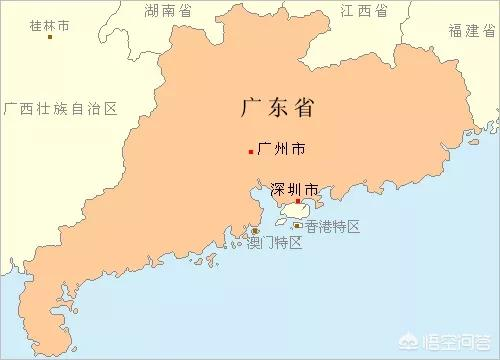 湖南省
江西省
桂林市
福建省
广西壮族自治区
广东省
广州市
深圳市
香港特区
澳门特区
悟空问答